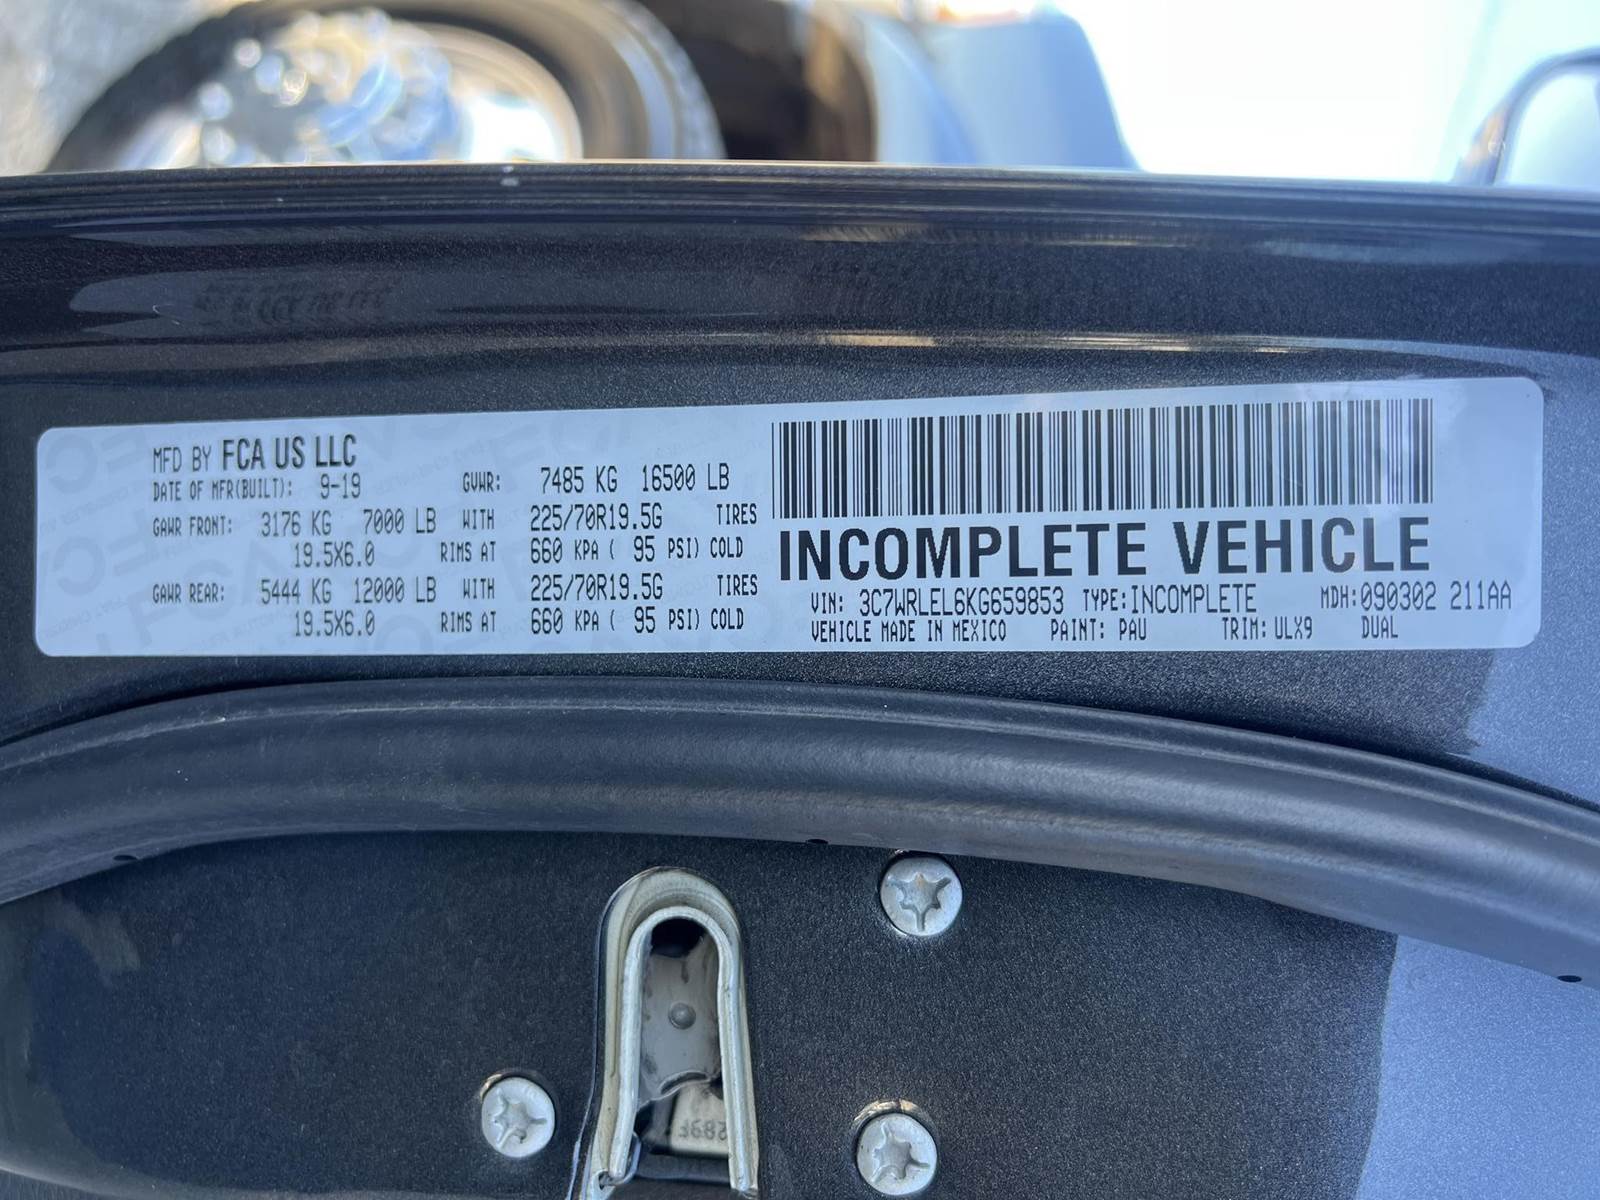 MFD BY FCA US LLC
DATE OF MFR(BUILT): 9-19 GVWR: 7485 KG 16500 LB
GAWR FRONT: 3176 KG 7000 LB WITH 225/70R19.5G TIRES
19.5X6.0 RIMS AT 660 KPA ( 95 PSI) COLD
GAWR REAR: 5444 KG 12000 LB WITH 225/70R19.5G TIRES
19.5X6.0 RIMS AT 660 KPA ( 95 PSI) COLD
INCOMPLETE VEHICLE
VIN: 3C7WRLEL6KG659853 TYPE: INCOMPLETE MDH: 090302 211AA
VEHICLE MADE IN MEXICO PAINT: PAU TRIM: ULX9 DUAL